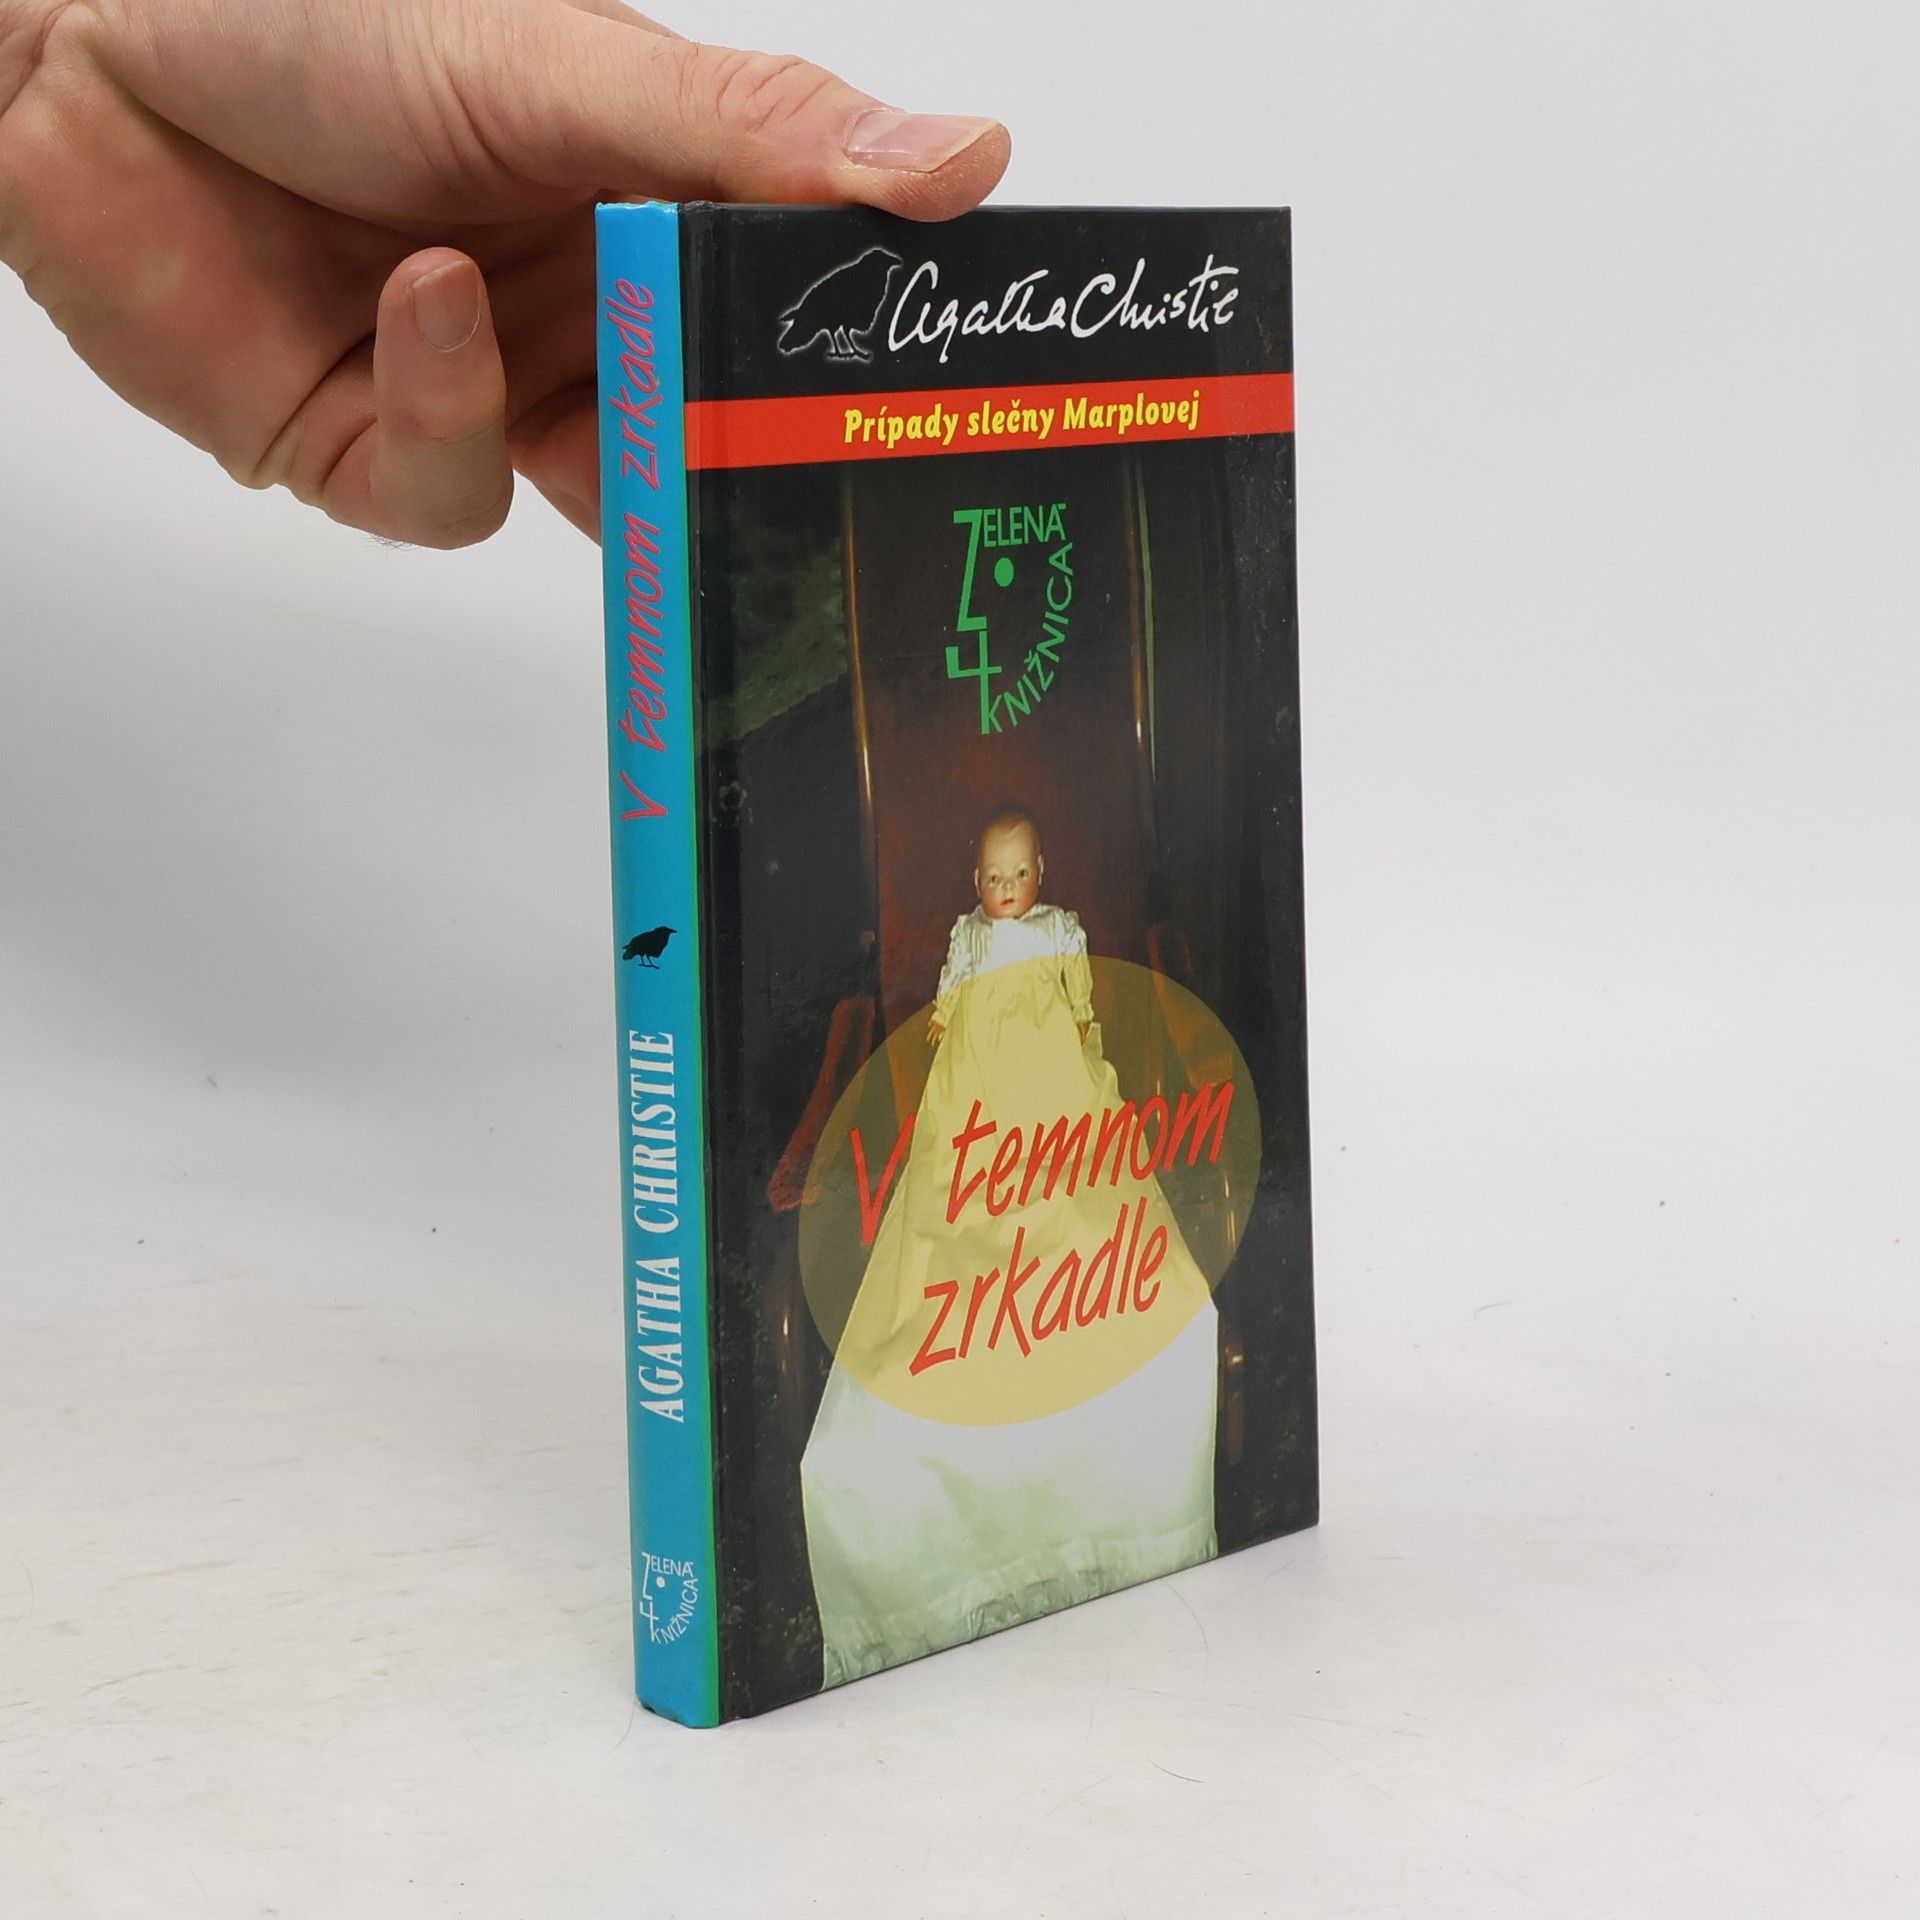 V temnom zrkadle
AGATHA CHRISTIE
ZELENÁ
KNIŽNICA
Agatha Christie
Prípady slečny Marplovej
ZELENÁ
KNIŽNICA
V temnom
zrkadle